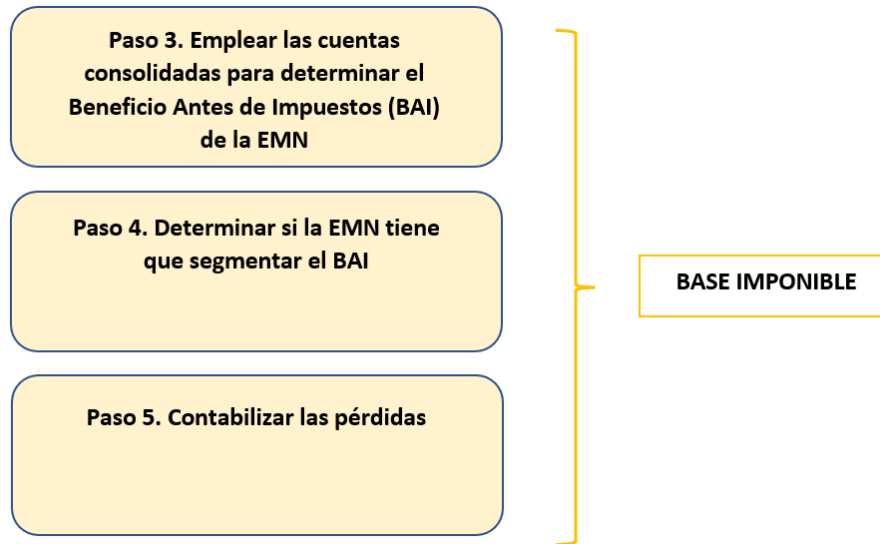 Paso 3. Emplear las cuentas
consolidadas para determinar el
Beneficio Antes de Impuestos (BAI)
de la EMN
Paso 4. Determinar si la EMN tiene
que segmentar el BAI
BASE IMPONIBLE
Paso 5. Contabilizar las pérdidas